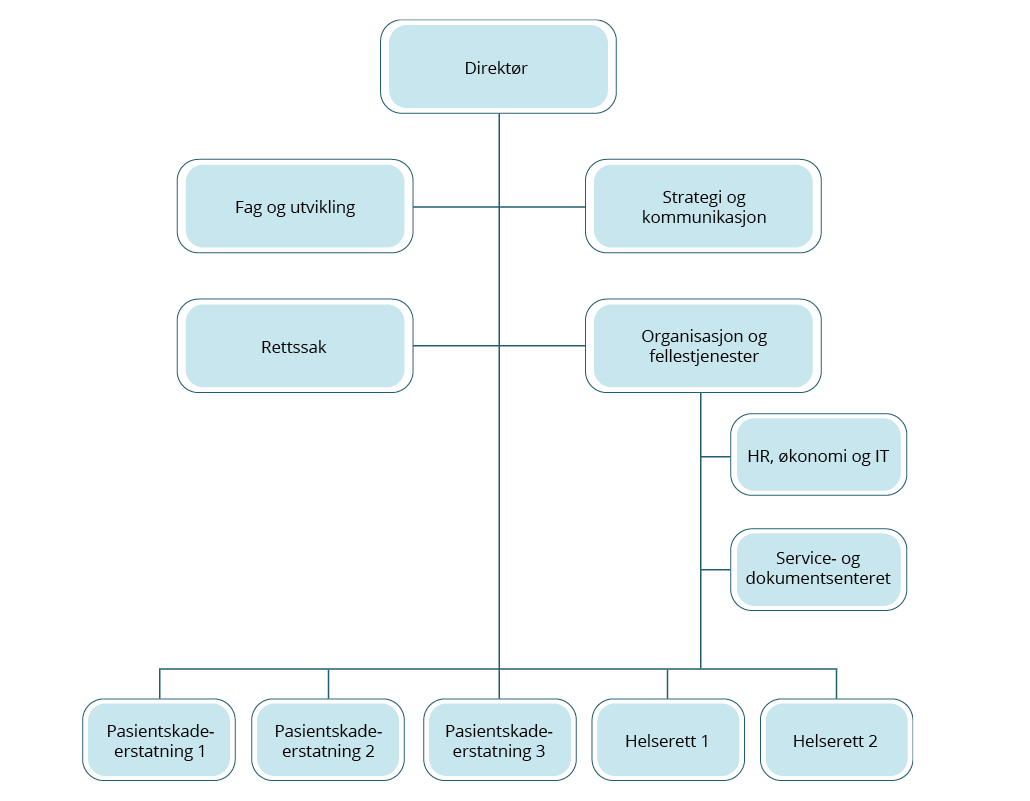 Direktør
Fag og utvikling
Strategi og
kommunikasjon
Rettssak
Organisasjon og
fellestjenester
HR, økonomi og IT
Service- og
dokumentsenteret
Pasientskade-
erstatning 1
Pasientskade-
erstatning 2
Pasientskade-
erstatning 3
Helserett 1
Helserett 2